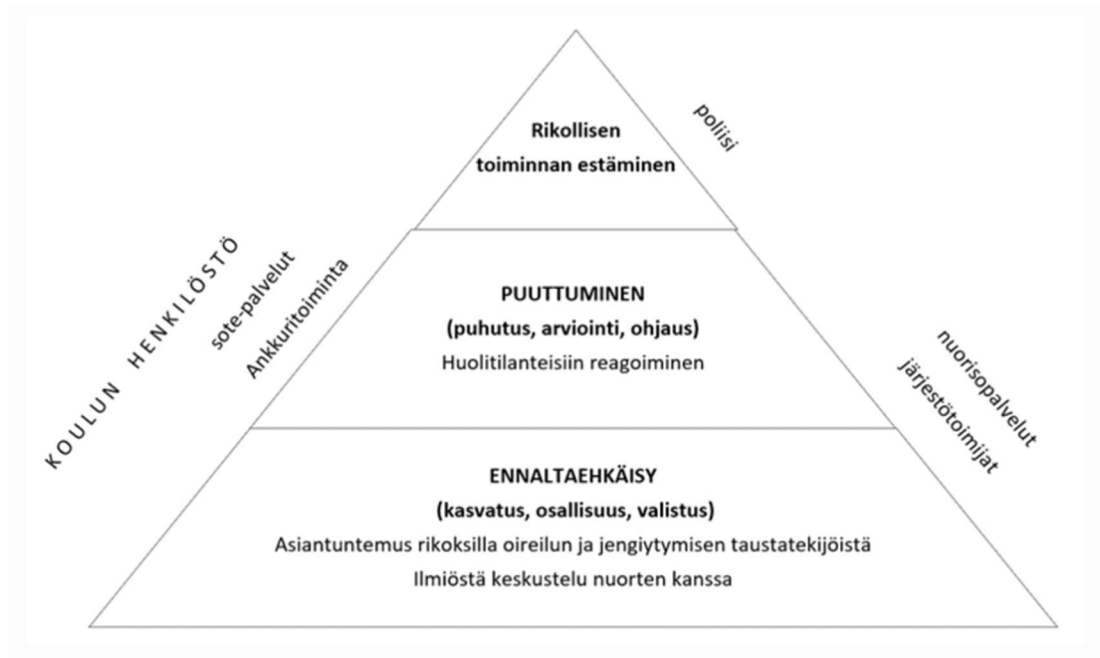 Rikollisen
toiminnan estäminen
poliisi
KOULUN HENKILÖSTÖ
sote-palvelut
Ankkuritoiminta
PUUTTUMINEN
(puhutus, arviointi, ohjaus)
Huolitilanteisiin reagoiminen
nuorisopalvelut
järjestötoimijat
ENNALTAEHKÄISY
(kasvatus, osallisuus, valistus)
Asiantuntemus rikoksilla oireilun ja jengiytymisen taustatekijöistä
Ilmiöstä keskustelu nuorten kanssa